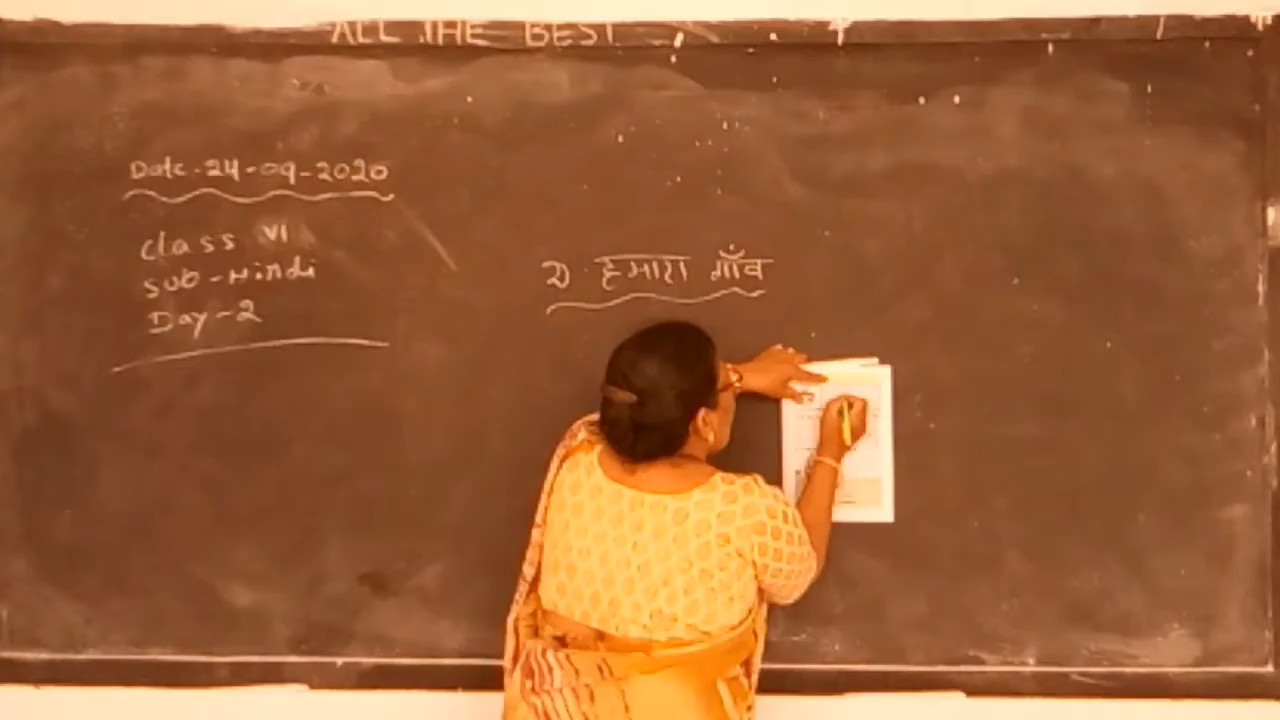 ALL THE BEST
Date-24-09-2020
class VI
sub-Hindi
Day-2
2. हमारा गाँव